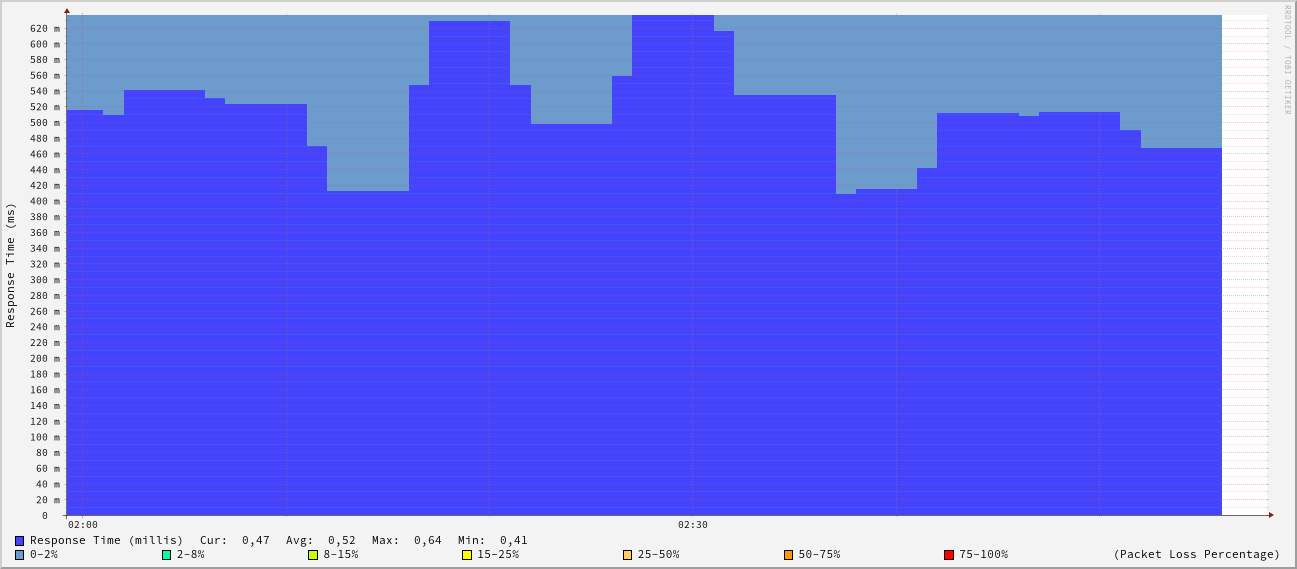 RRDTOOL / TOBI OETIKER
Response Time (ms)
620 m
600 m
580 m
560 m
540 m
520 m
500 m
480 m
460 m
440 m
420 m
400 m
380 m
360 m
340 m
320 m
300 m
280 m
260 m
240 m
220 m
200 m
180 m
160 m
140 m
120 m
100 m
80 m
60 m
40 m
20 m
0
02:00 02:30
Response Time (millis) Cur: 0,47 Avg: 0,52 Max: 0,64 Min: 0,41
0-2% 2-8% 8-15% 15-25% 25-50% 50-75% 75-100% (Packet Loss Percentage)